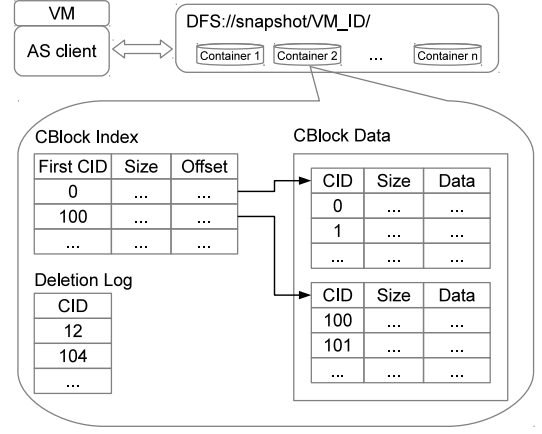 VM
AS client
DFS://snapshot/VM_ID/
Container 1 Container 2 ... Container n
CBlock Index
First CID Size Offset
0 ... ...
100 ... ...
... ... ...
Deletion Log
CID
12
104
...
CBlock Data
CID Size Data
0 ... ...
1 ... ...
... ... ...
CID Size Data
100 ... ...
101 ... ...
... ... ...